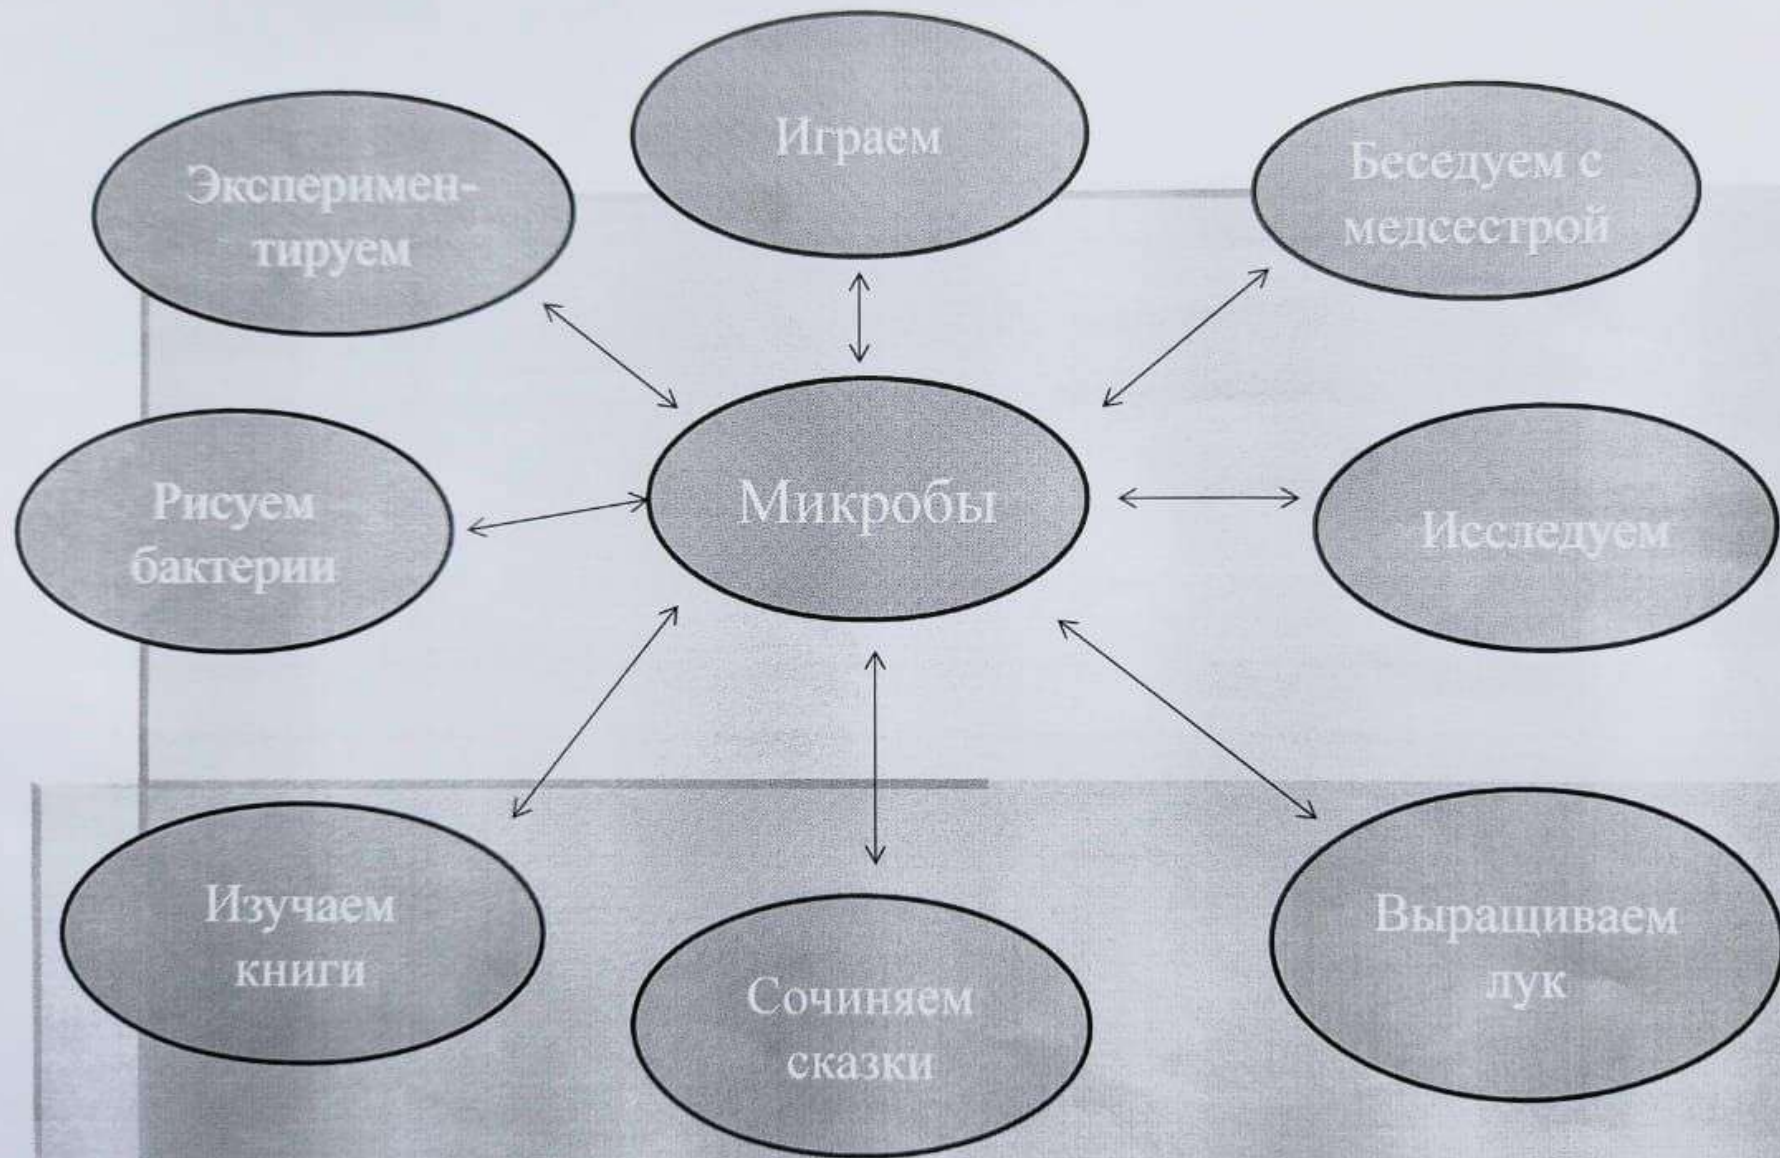 Играем
Эксперимен-
тируем
Беседуем с
медсестрой
Рисуем
бактерии
Микробы
Исследуем
Изучаем
книги
Сочиняем
сказки
Выращиваем
лук